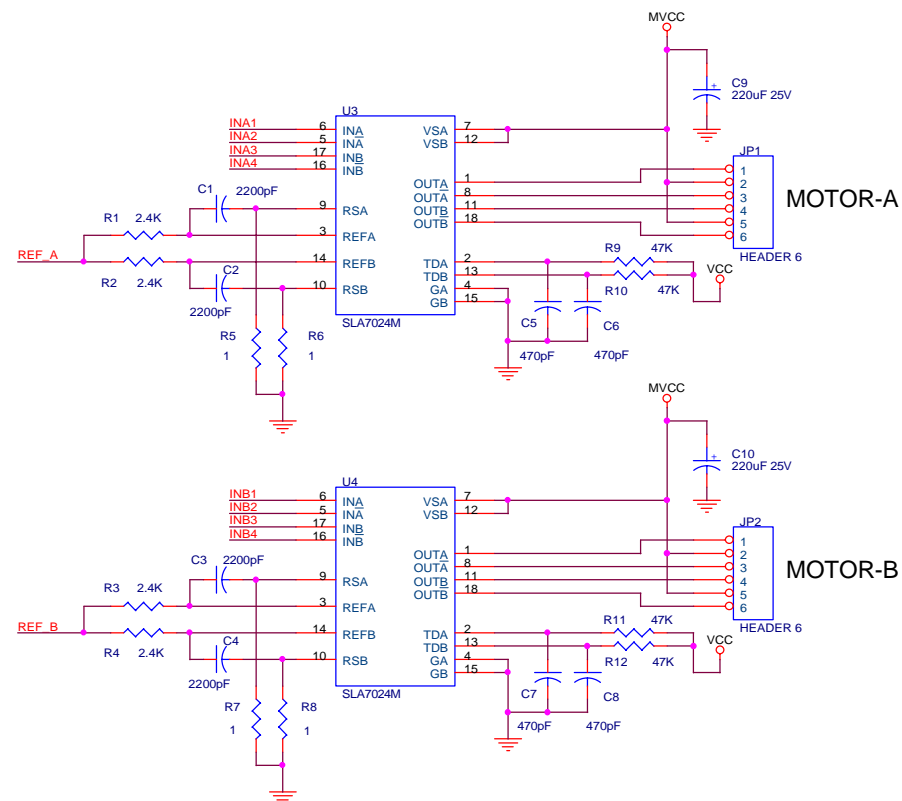 MVCC
C9
220uF 25V
U3
INA1 6 INA VSA 7
INA2 5 INA VSB 12
INA3 17 INB
INA4 16 INB
JP1
OUTA 1 1
2
OUTA 8 3
OUTB 11 4
OUTB 18 5
6
MOTOR-A
HEADER 6
C1 2200pF
9 RSA
R1 2.4K
3 REFA
REF_A
14 REFB
R2 2.4K
C2
2200pF
10 RSB
TDA 2
TDB 13
GA 4
GB 15
R9 47K
R10 47K
VCC
SLA7024M
R5 R6
1 1
C5 C6
470pF 470pF
MVCC
C10
220uF 25V
U4
INB1 6 INA VSA 7
INB2 5 INA VSB 12
INB3 17 INB
INB4 16 INB
JP2
OUTA 1 1
2
OUTA 8 3
OUTB 11 4
OUTB 18 5
6
MOTOR-B
HEADER 6
C3 2200pF
9 RSA
R3 2.4K
3 REFA
REF_B
14 REFB
R4 2.4K
C4
2200pF
10 RSB
TDA 2
TDB 13
GA 4
GB 15
R11 47K
R12 47K
VCC
SLA7024M
R7 R8
1 1
C7 C8
470pF 470pF